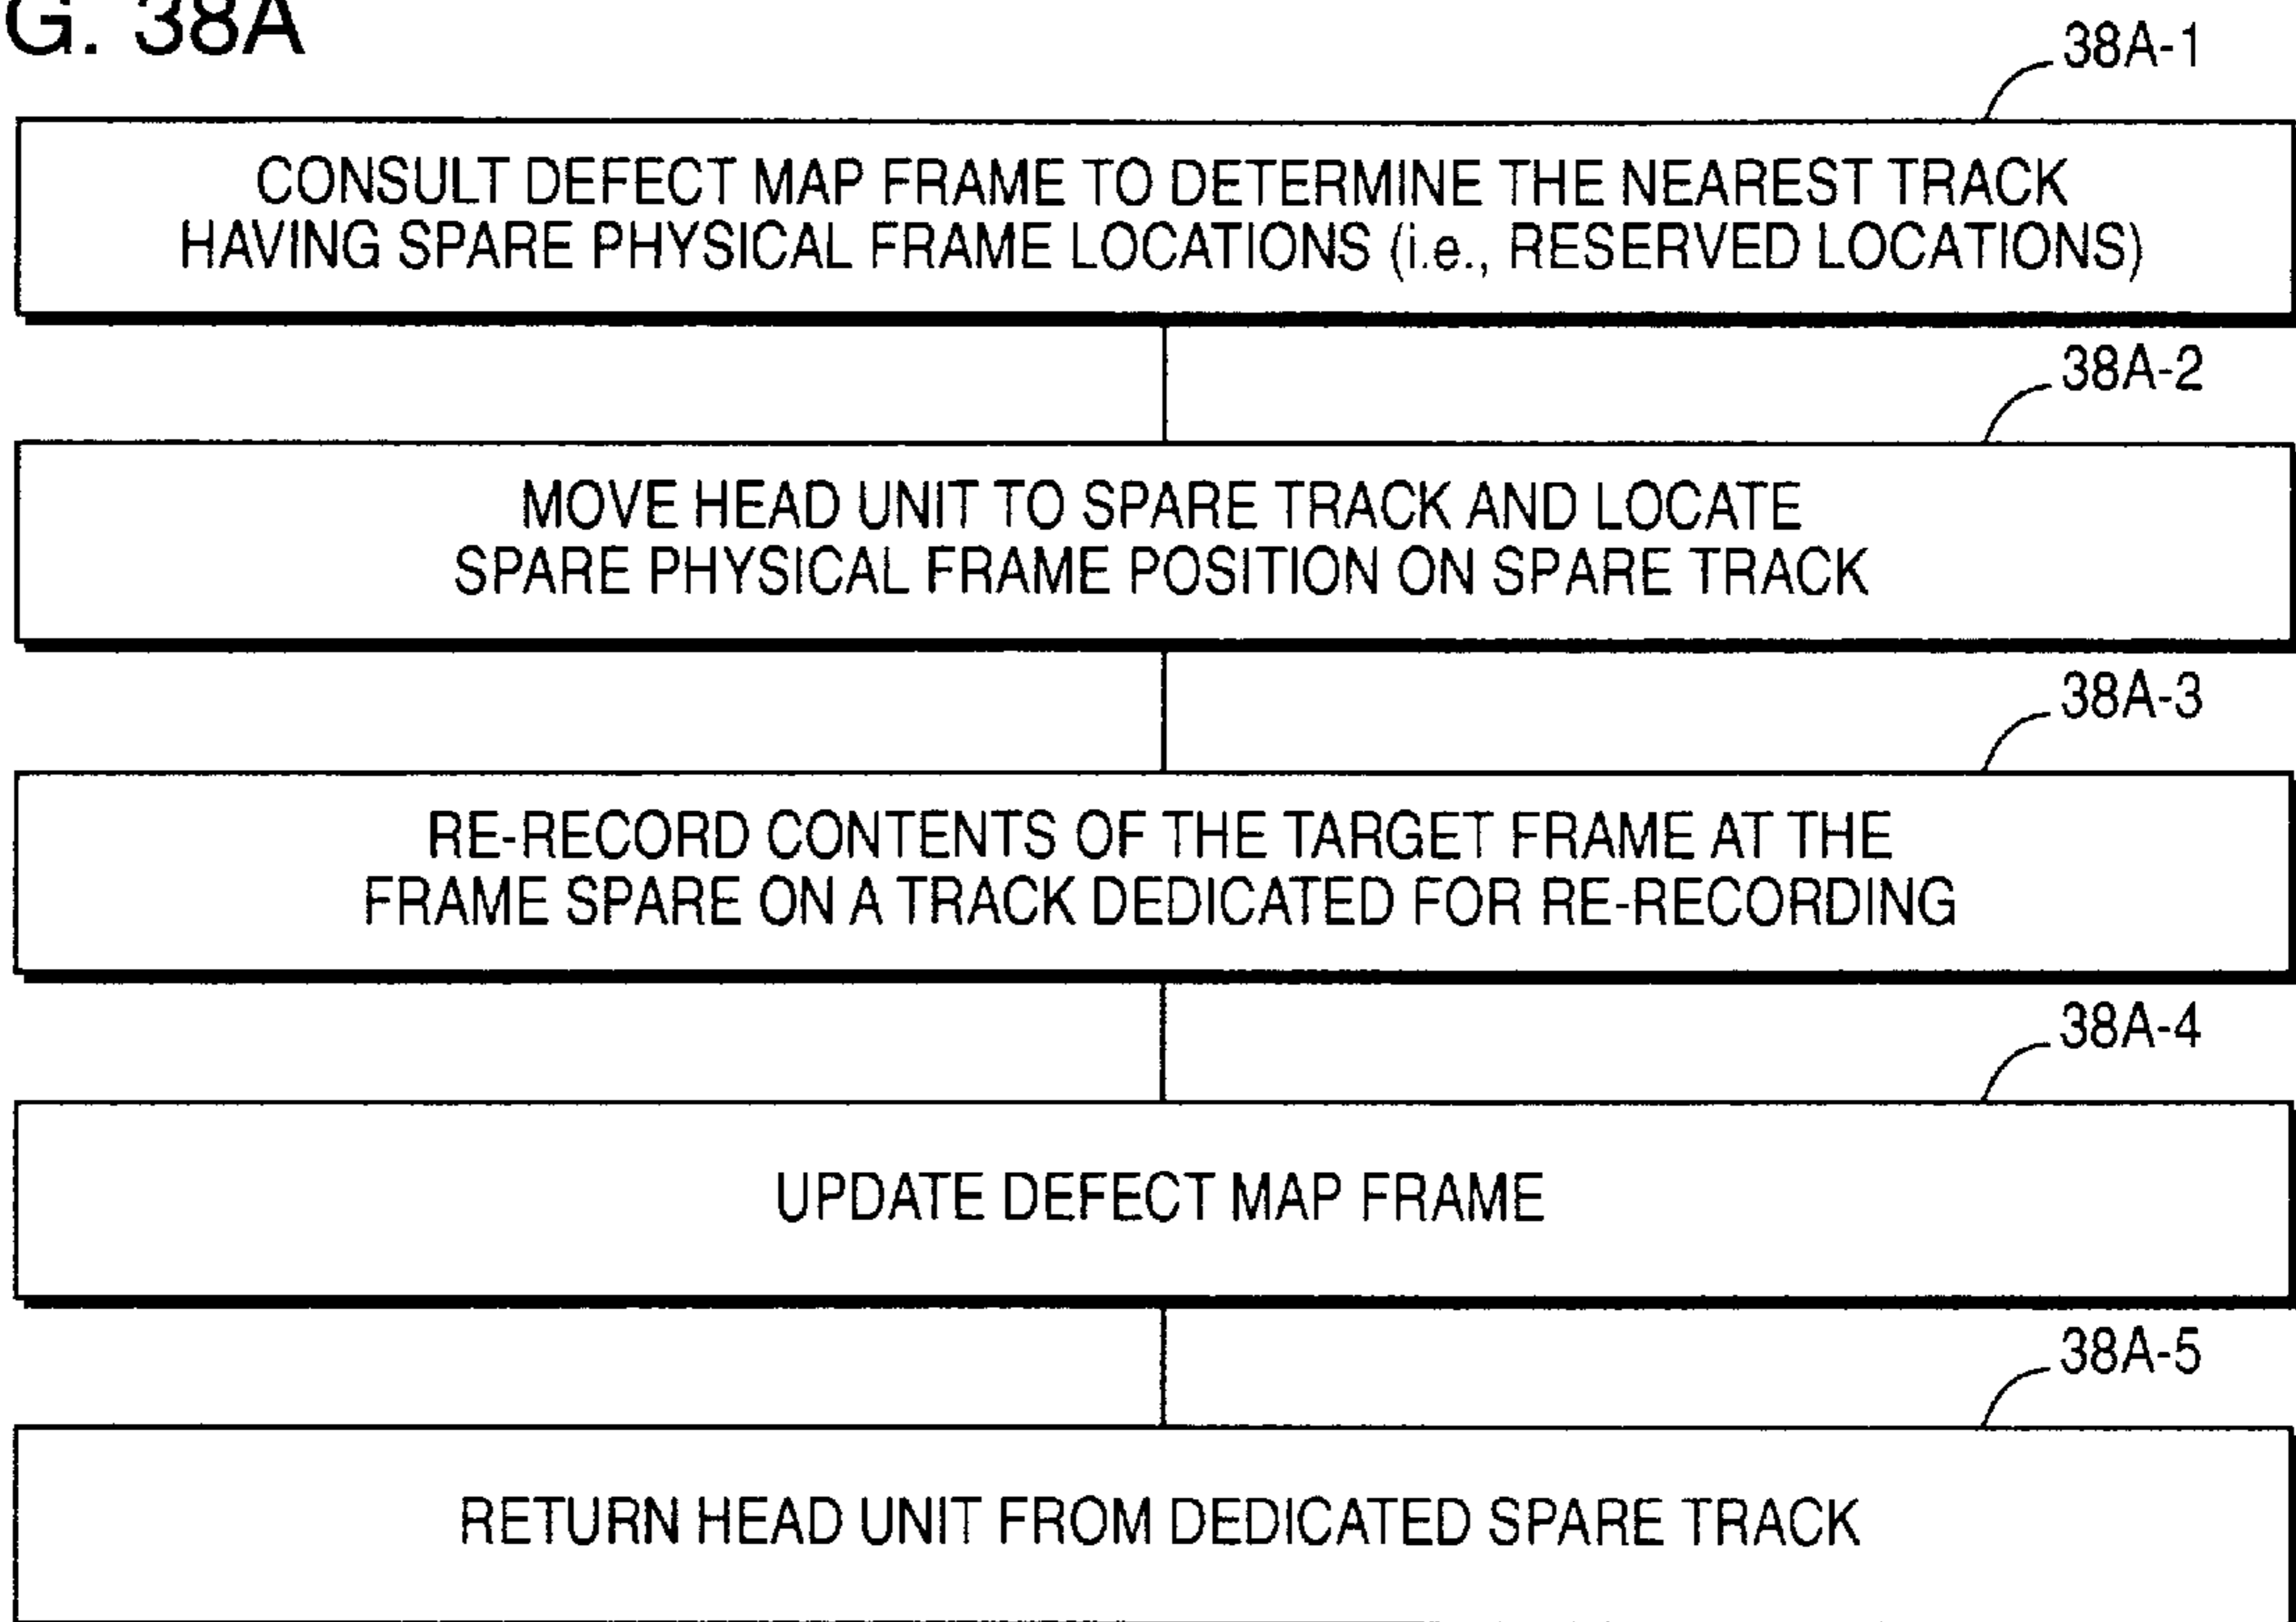 G. 38A
38A-1
CONSULT DEFECT MAP FRAME TO DETERMINE THE NEAREST TRACK
HAVING SPARE PHYSICAL FRAME LOCATIONS (i.e., RESERVED LOCATIONS)
38A-2
MOVE HEAD UNIT TO SPARE TRACK AND LOCATE
SPARE PHYSICAL FRAME POSITION ON SPARE TRACK
38A-3
RE-RECORD CONTENTS OF THE TARGET FRAME AT THE
FRAME SPARE ON A TRACK DEDICATED FOR RE-RECORDING
38A-4
UPDATE DEFECT MAP FRAME
38A-5
RETURN HEAD UNIT FROM DEDICATED SPARE TRACK